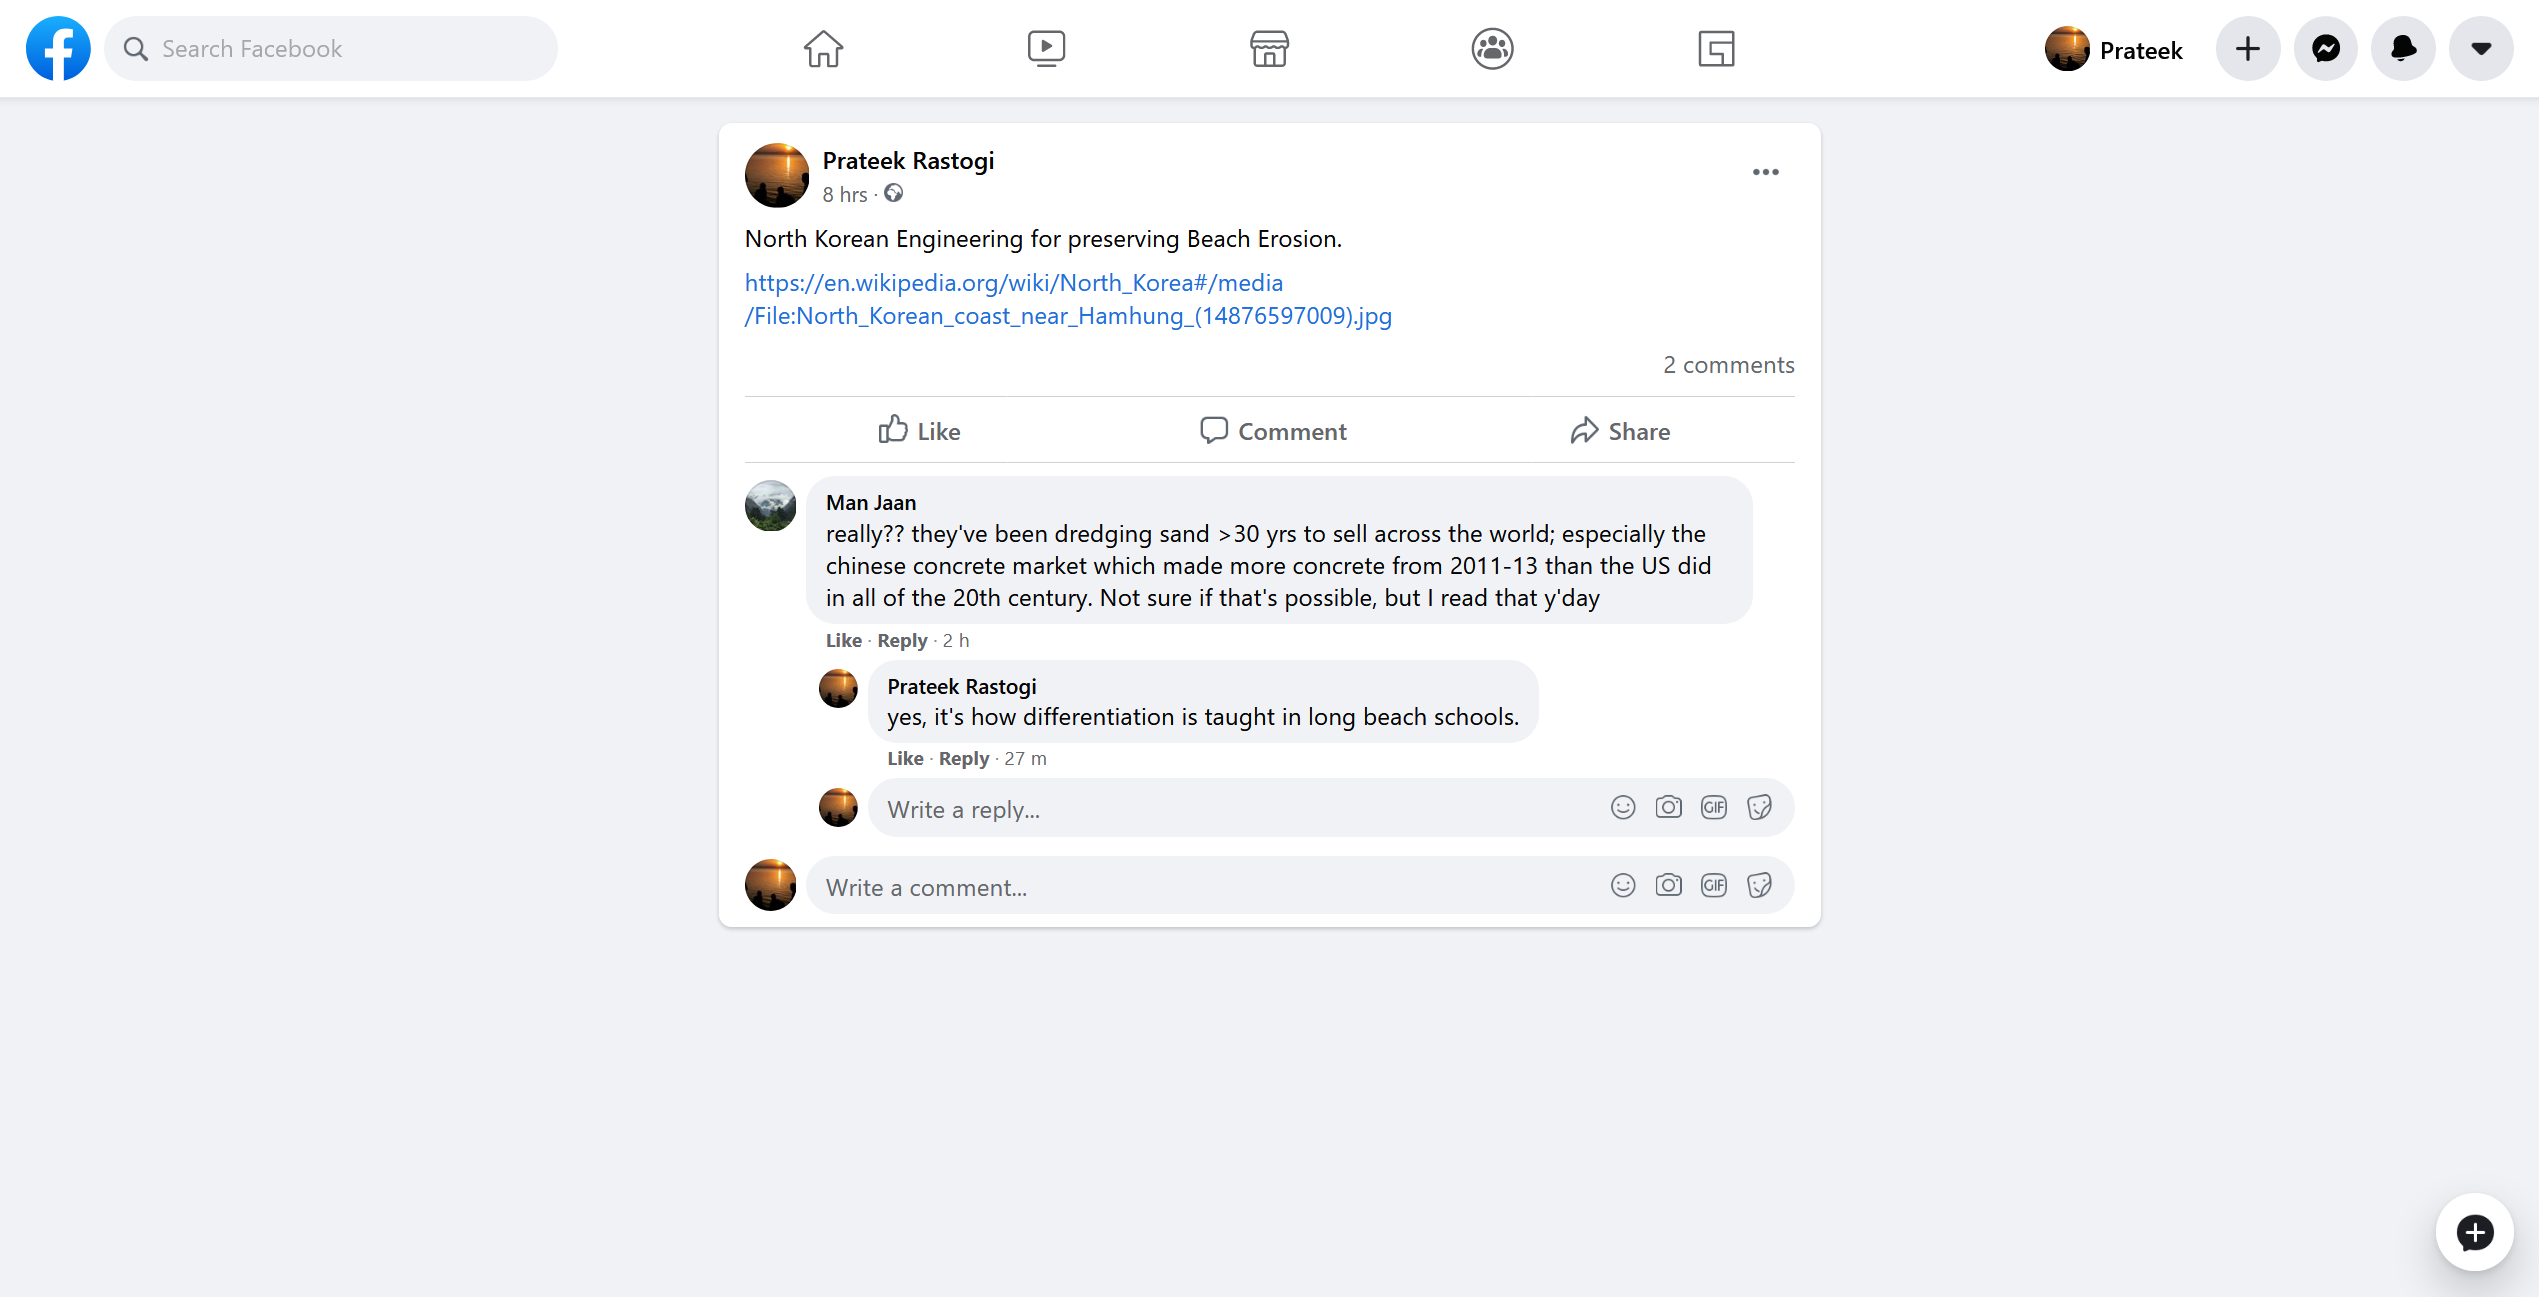 Search Facebook
Prateek
Prateek Rastogi
8 hrs ·
North Korean Engineering for preserving Beach Erosion.
https://en.wikipedia.org/wiki/North_Korea#/media
/File:North_Korean_coast_near_Hamhung_(14876597009).jpg
2 comments
Like
Comment
Share
Man Jaan
really?? they've been dredging sand >30 yrs to sell across the world; especially the
chinese concrete market which made more concrete from 2011-13 than the US did
in all of the 20th century. Not sure if that's possible, but I read that y'day
Like · Reply · 2 h
Prateek Rastogi
yes, it's how differentiation is taught in long beach schools.
Like · Reply · 27 m
Write a reply...
GIF
Write a comment...
GIF